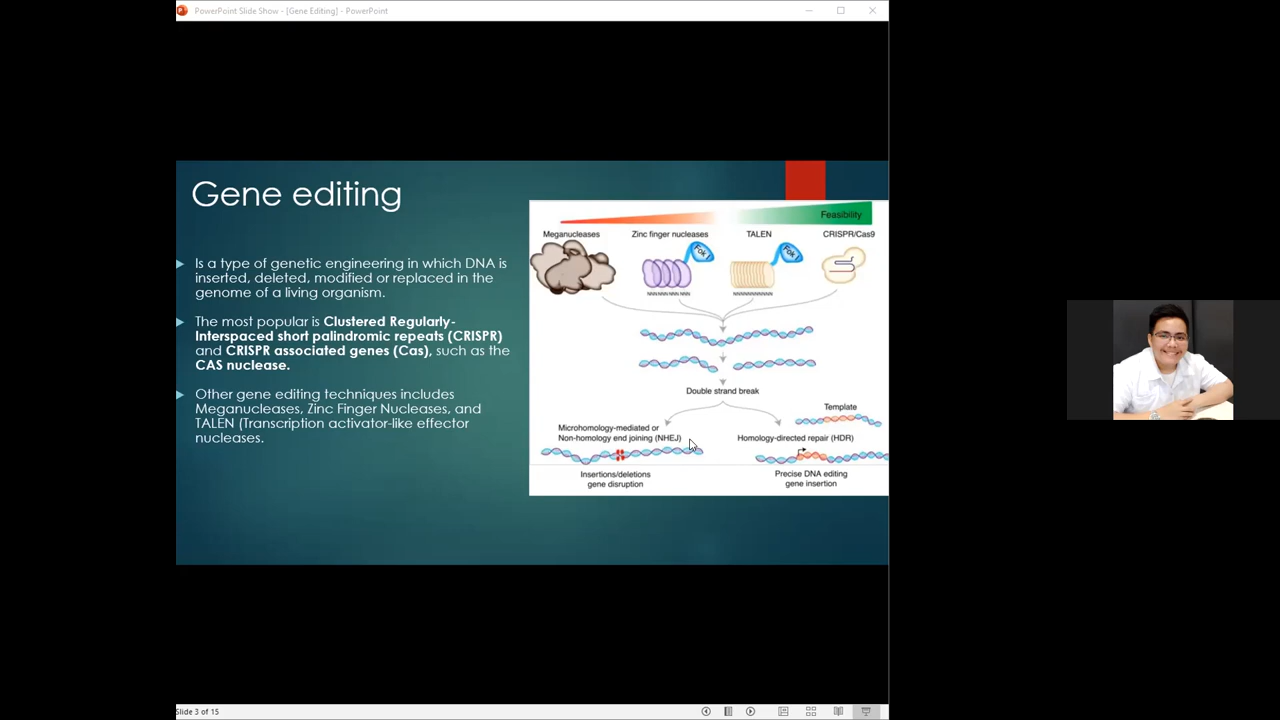 PowerPoint Slide Show - [Gene Editing] - PowerPoint
Gene editing
Is a type of genetic engineering in which DNA is
inserted, deleted, modified or replaced in the
genome of a living organism.
The most popular is Clustered Regularly-
Interspaced short palindromic repeats (CRISPR)
and CRISPR associated genes (Cas), such as the
CAS nuclease.
Other gene editing techniques includes
Meganucleases, Zinc Finger Nucleases, and
TALEN (Transcription activator-like effector
nucleases.
Feasibility
Meganucleases
Zinc finger nucleases
TALEN
CRISPR/Cas9
FokI
FokI
NNN NNN NNN NNN
NNNNNNNNNNN
Double strand break
Template
Microhomology-mediated or
Non-homology end joining (NHEJ)
Homology-directed repair (HDR)
Insertions/deletions
gene disruption
Precise DNA editing
gene insertion
Slide 3 of 15